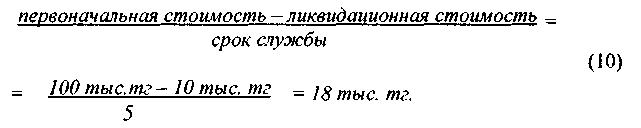 первоначальная стоимость – ликвидационная стоимость =
срок службы
(10)
= 100 тыс.тг – 10 тыс. тг = 18 тыс. тг.
5